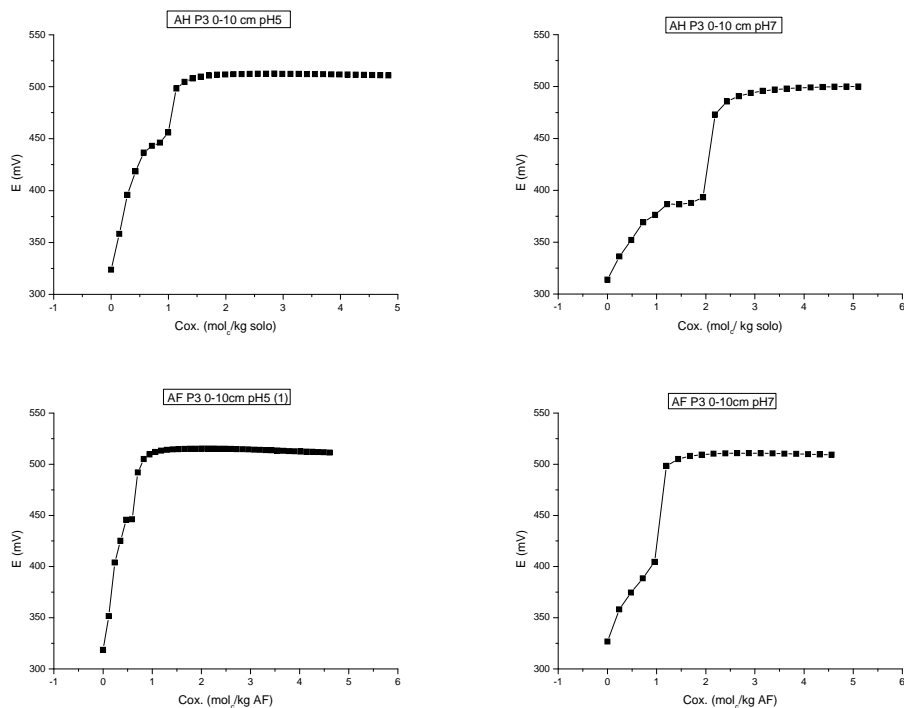 AH P3 0-10 cm pH5
550
500
450
400
350
300
E (mV)
-1 0 1 2 3 4 5
Cox. (molc/kg solo)
AH P3 0-10 cm pH7
550
500
450
400
350
300
E (mV)
-1 0 1 2 3 4 5 6
Cox. (molc/ kg solo)
AF P3 0-10cm pH5 (1)
550
500
450
400
350
300
E (mV)
-1 0 1 2 3 4 5 6
Cox. (molc/kg AF)
AF P3 0-10cm pH7
550
500
450
400
350
300
E (mV)
-1 0 1 2 3 4 5 6
Cox. (molc/kg AF)